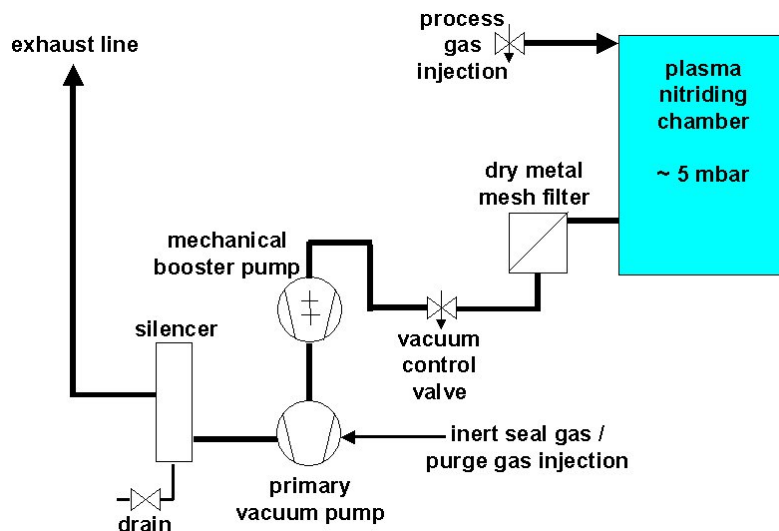 exhaust line
process
gas
injection
plasma
nitriding
chamber
~ 5 mbar
dry metal
mesh filter
mechanical
booster pump
silencer
vacuum
control
valve
inert seal gas /
purge gas injection
primary
vacuum pump
drain